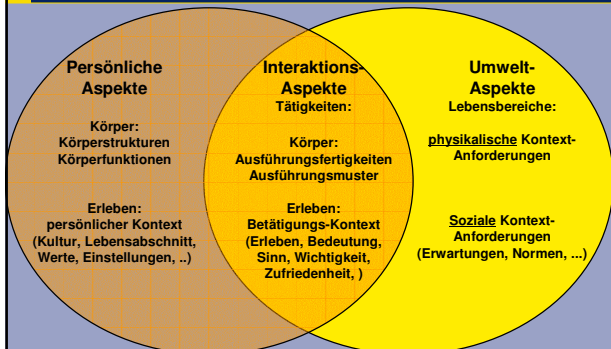 Persönliche
Aspekte
Körper:
Körperstrukturen
Körperfunktionen
Erleben:
persönlicher Kontext
(Kultur, Lebensabschnitt,
Werte, Einstellungen, ..)
Interaktions-
Aspekte
Tätigkeiten:
Körper:
Ausführungsfertigkeiten
Ausführungsmuster
Erleben:
Betätigungs-Kontext
(Erleben, Bedeutung,
Sinn, Wichtigkeit,
Zufriedenheit, )
Umwelt-
Aspekte
Lebensbereiche:
physikalische Kontext-
Anforderungen
Soziale Kontext-
Anforderungen
(Erwartungen, Normen, ...)